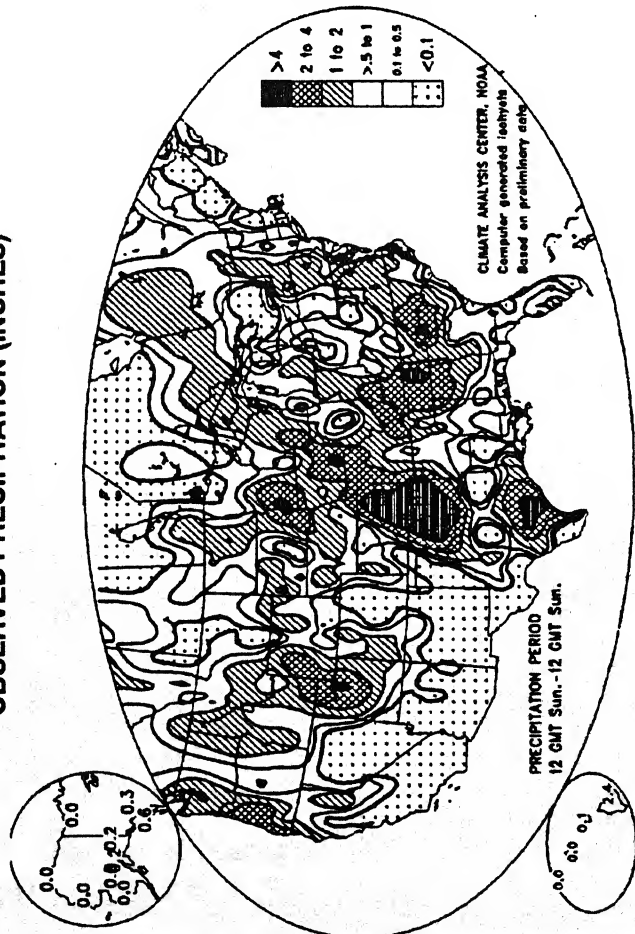 OBSERVED PRECIPITATION (INCHES)
>4
2 to 4
1 to 2
>.5 to 1
0.1 to 0.5
<0.1
CLIMATE ANALYSIS CENTER, NOAA
Computer generated isohyets
Based on preliminary data
PRECIPITATION PERIOD
12 GMT Sun.-12 GMT Sun.
0.0
0.0
0.0
0.0
0.2
0.3
0.6
0.0
0.0
0.1
2.4